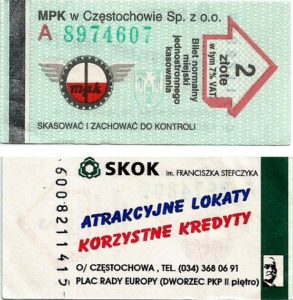 MPK w Częstochowie Sp. z o.o.
A 8974607
mpk
2
złote
w tym 7% VAT
Bilet normalny
miejski
jednostronnego
kasowania
SKASOWAĆ I ZACHOWAĆ DO KONTROLI
SKOK im. FRANCISZKA STEFCZYKA
6008211415
ATRAKCYJNE LOKATY
KORZYSTNE KREDYTY
O/ CZĘSTOCHOWA , TEL. (034) 368 06 91
PLAC RADY EUROPY (DWORZEC PKP II piętro)